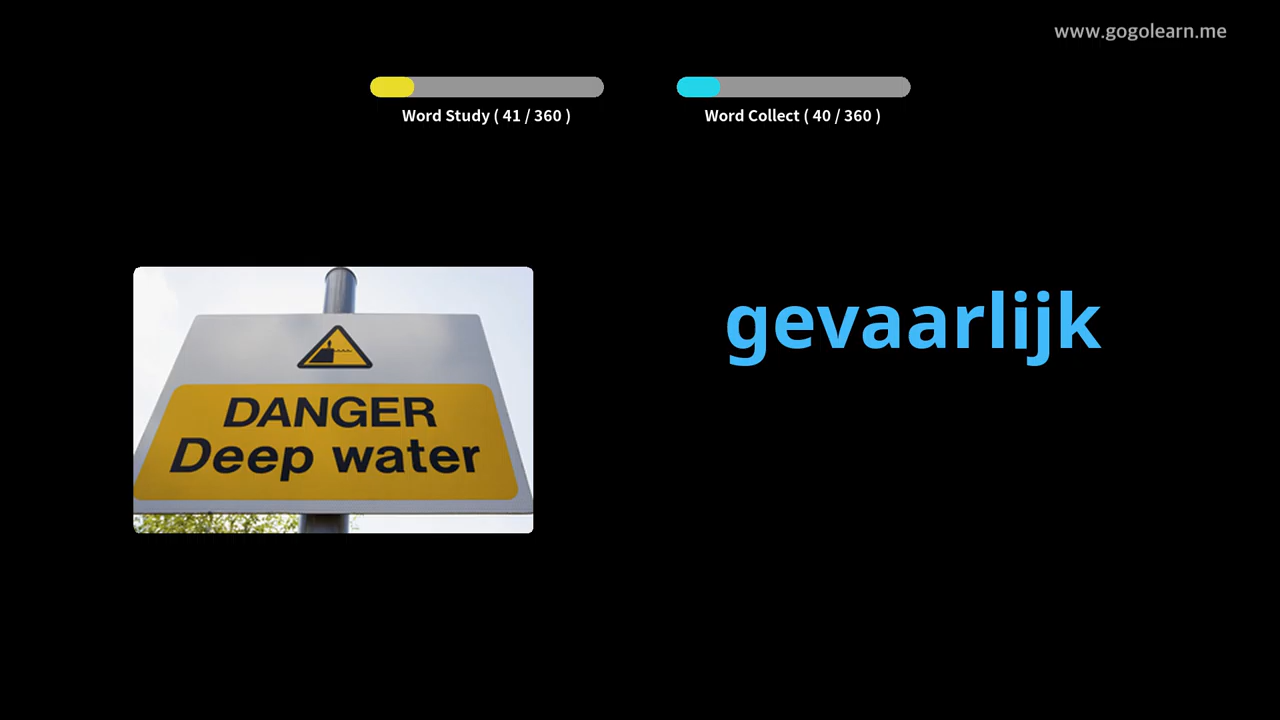 www.gogolearn.me
Word Study ( 41 / 360 )
Word Collect ( 40 / 360 )
DANGER
Deep water
gevaarlijk